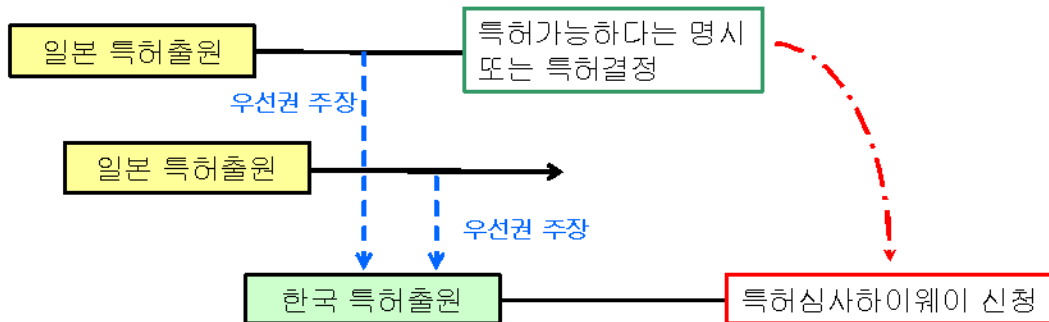 일본 특허출원
특허가능하다는 명시
또는 특허결정
우선권 주장
일본 특허출원
우선권 주장
한국 특허출원
특허심사하이웨이 신청